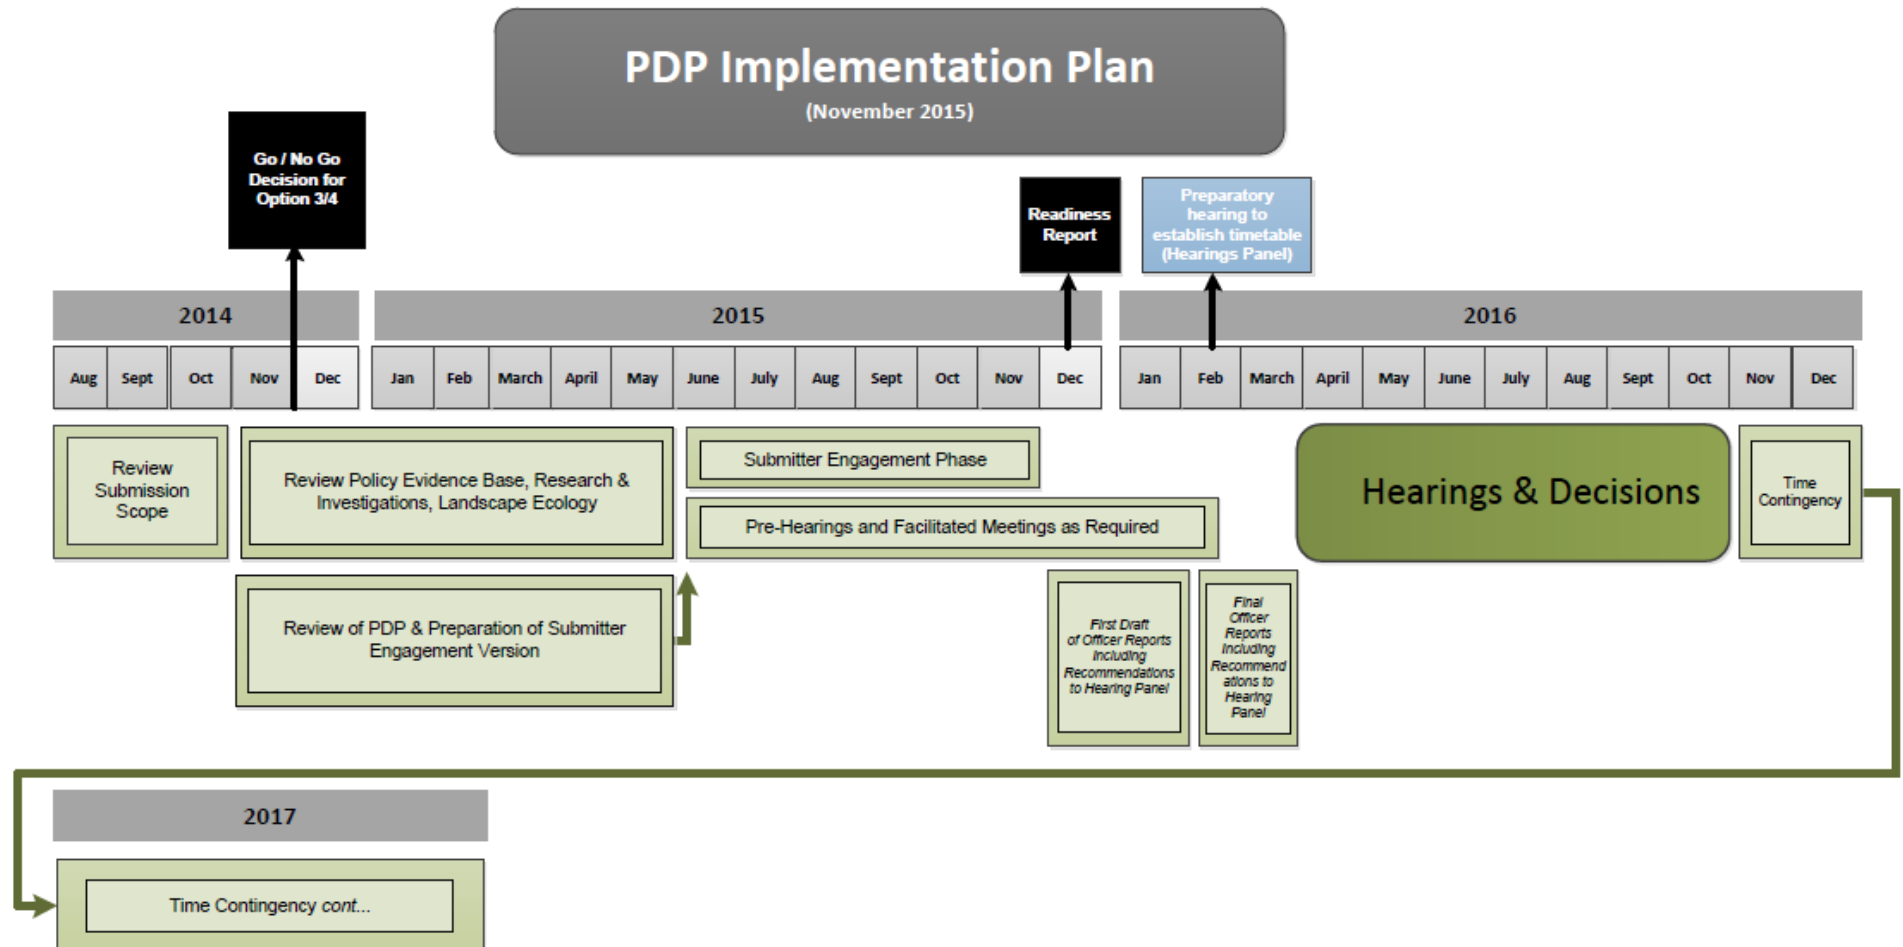 PDP Implementation Plan
(November 2015)
Go / No Go
Decision for
Option 3/4
Readiness
Report
Preparatory
hearing to
establish timetable
(Hearings Panel)
2014
2015
2016
Aug Sept Oct Nov Dec
Jan Feb March April May June July Aug Sept Oct Nov Dec
Jan Feb March April May June July Aug Sept Oct Nov Dec
Review
Submission
Scope
Review Policy Evidence Base, Research &
Investigations, Landscape Ecology
Submitter Engagement Phase
Pre-Hearings and Facilitated Meetings as Required
Hearings & Decisions
Time
Contingency
Review of PDP & Preparation of Submitter
Engagement Version
First Draft
of Officer Reports
Including
Recommendations
to Hearing Panel
Final
Officer
Reports
Including
Recommend
ations to
Hearing
Panel
2017
Time Contingency cont...